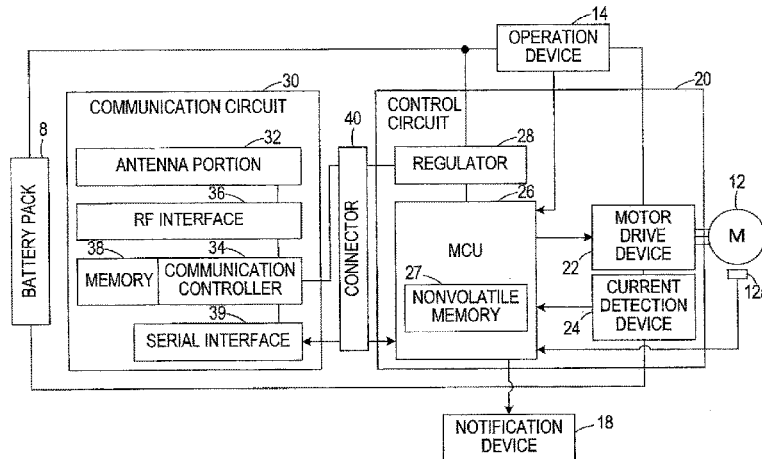 14
OPERATION
DEVICE
30
20
COMMUNICATION CIRCUIT
CONTROL
CIRCUIT
40
8
32
28
ANTENNA PORTION
REGULATOR
36
26
12
RF INTERFACE
BATTERY PACK
CONNECTOR
MCU
MOTOR
DRIVE
DEVICE
M
38
34
22
MEMORY
COMMUNICATION
CONTROLLER
27
NONVOLATILE
MEMORY
CURRENT
DETECTION
DEVICE
12a
39
24
SERIAL INTERFACE
NOTIFICATION
DEVICE
18